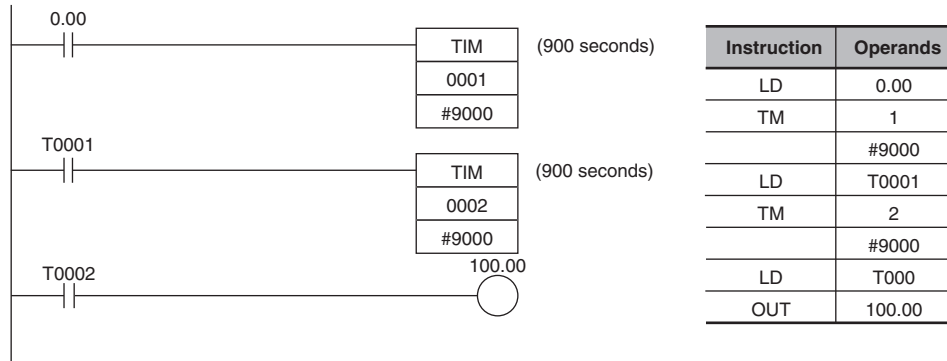 0.00
TIM (900 seconds)
0001
#9000
T0001
TIM (900 seconds)
0002
#9000
T0002
100.00
Instruction Operands
LD 0.00
TM 1
#9000
LD T0001
TM 2
#9000
LD T000
OUT 100.00